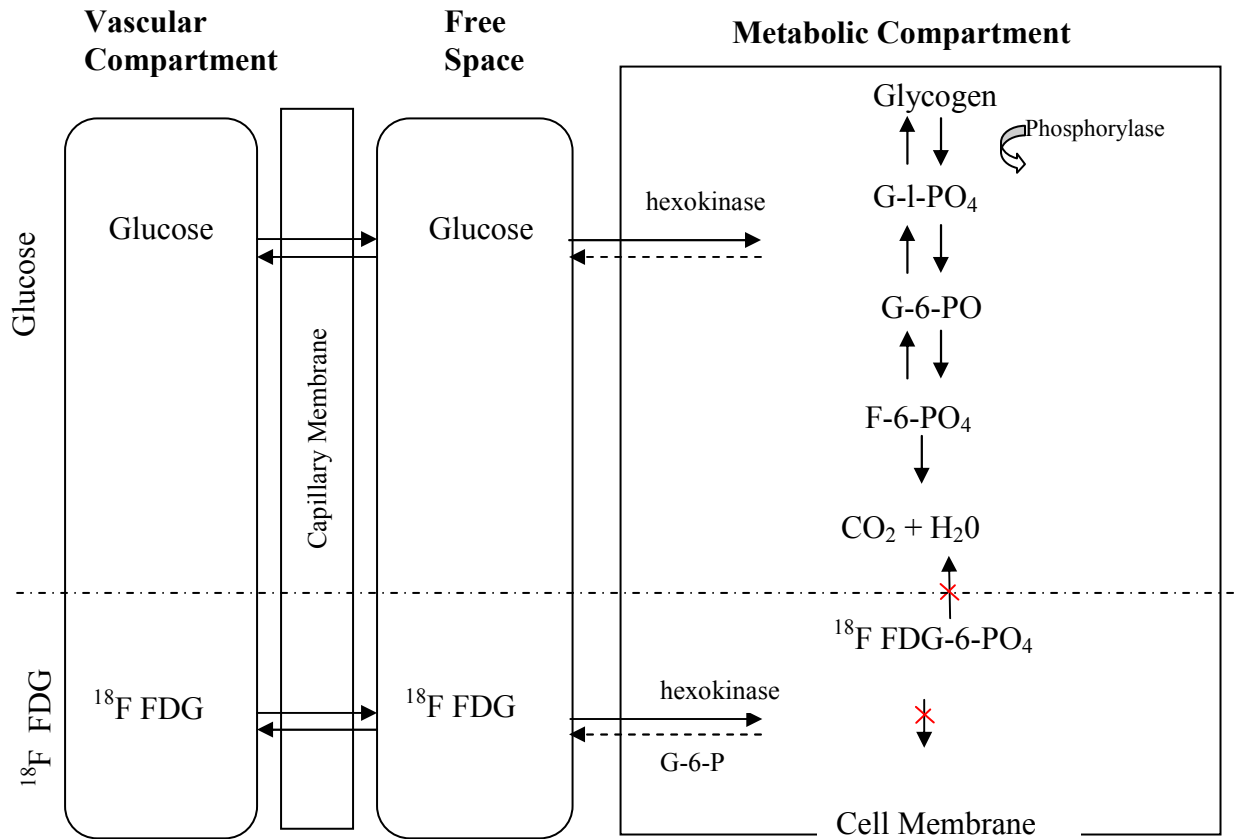 Vascular
Compartment
Free
Space
Metabolic Compartment
Glucose
Glucose
Capillary Membrane
Glucose
hexokinase
Glycogen
Phosphorylase
G-l-PO₄
G-6-PO
F-6-PO₄
CO₂ + H₂0
¹⁸F FDG
¹⁸F FDG
¹⁸F FDG
hexokinase
G-6-P
¹⁸F FDG-6-PO₄
Cell Membrane